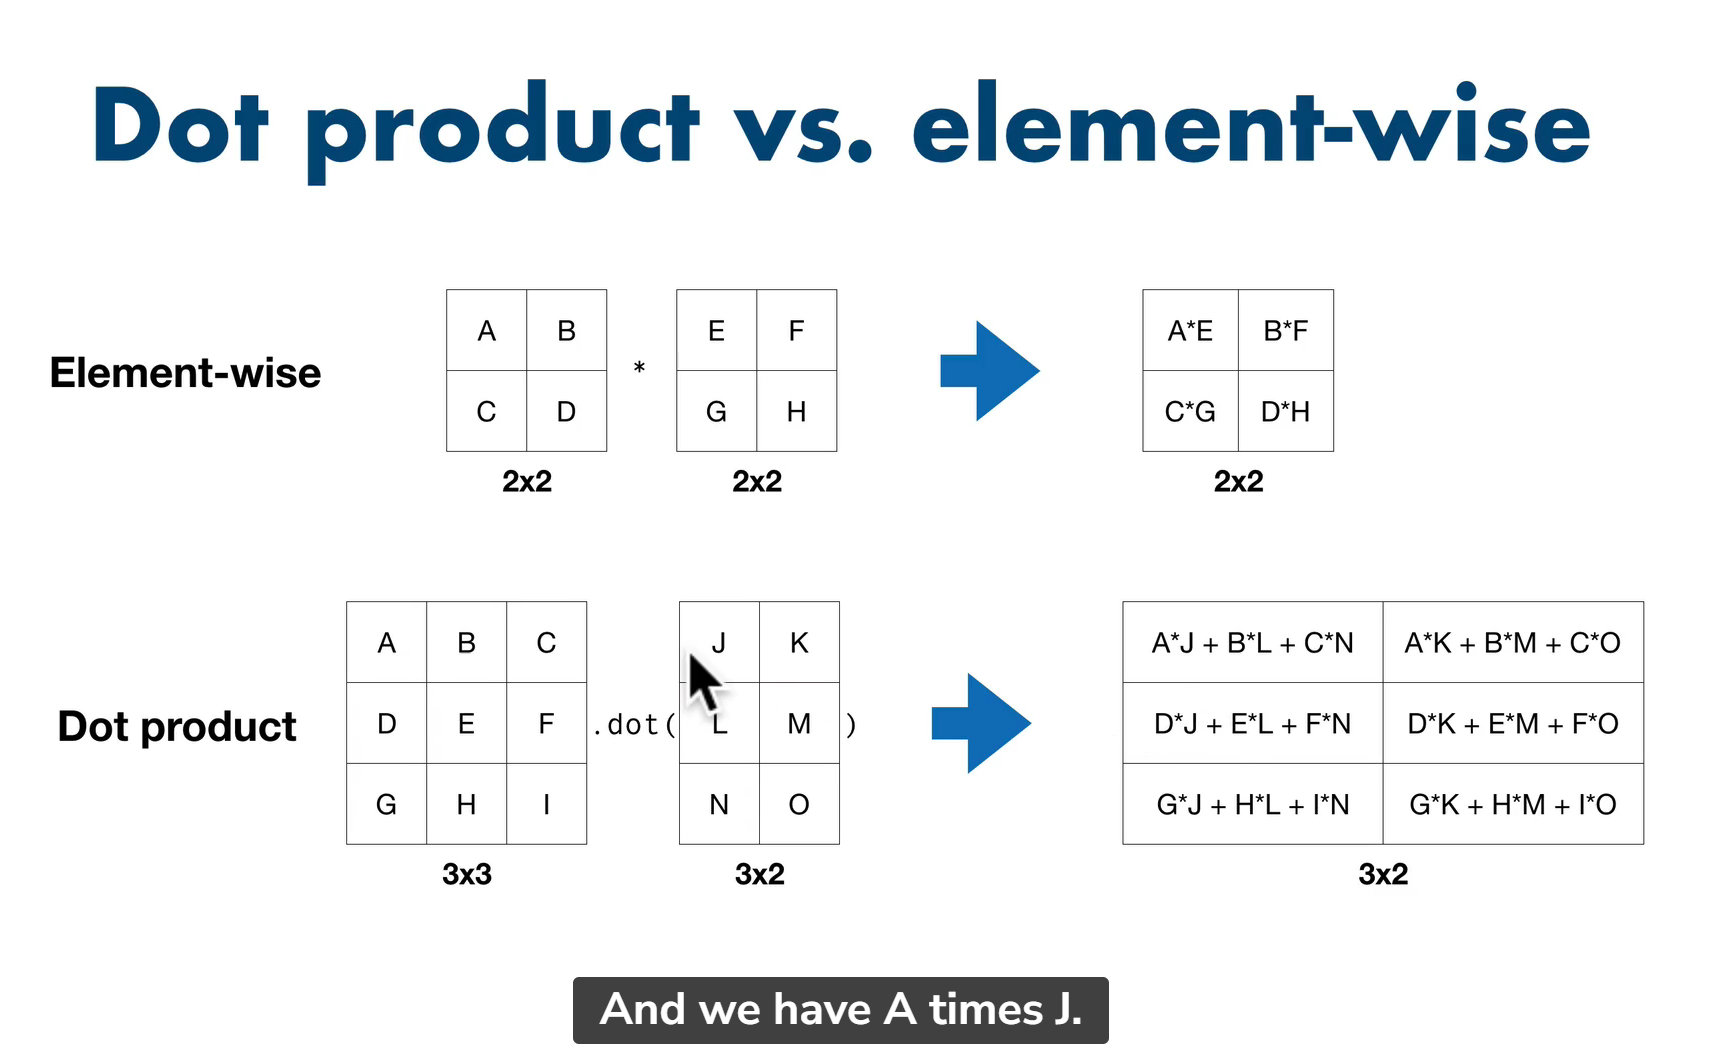 Dot product vs. element-wise
Element-wise
A B
C D
2x2
*
E F
G H
2x2
A*E B*F
C*G D*H
2x2
Dot product
A B C
D E F
G H I
3x3
.dot(
J K
L M
N O
)
3x2
A*J + B*L + C*N A*K + B*M + C*O
D*J + E*L + F*N D*K + E*M + F*O
G*J + H*L + I*N G*K + H*M + I*O
3x2
And we have A times J.